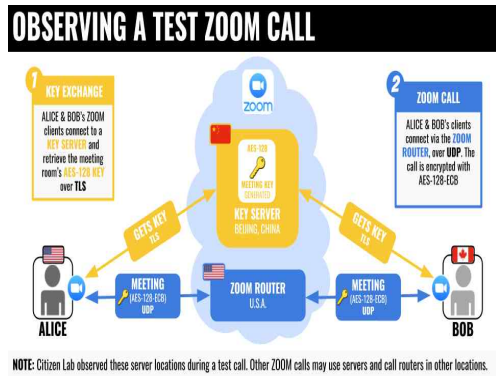 OBSERVING A TEST ZOOM CALL
1
KEY EXCHANGE
ALICE & BOB's ZOOM
clients connect to a
KEY SERVER and
retrieve the meeting
room's AES-128 KEY
over TLS
zoom
AES-128
MEETING KEY
GENERATED
KEY SERVER
BEIJING, CHINA
2
ZOOM CALL
ALICE & BOB's clients
connect via the ZOOM
ROUTER, over UDP. The
call is encrypted with
AES-128-ECB
GETS KEY
TLS
GETS KEY
TLS
ALICE
MEETING
(AES-128-ECB)
UDP
ZOOM ROUTER
U.S.A.
MEETING
(AES-128-ECB)
UDP
BOB
NOTE: Citizen Lab observed these server locations during a test call. Other ZOOM calls may use servers and call routers in other locations.